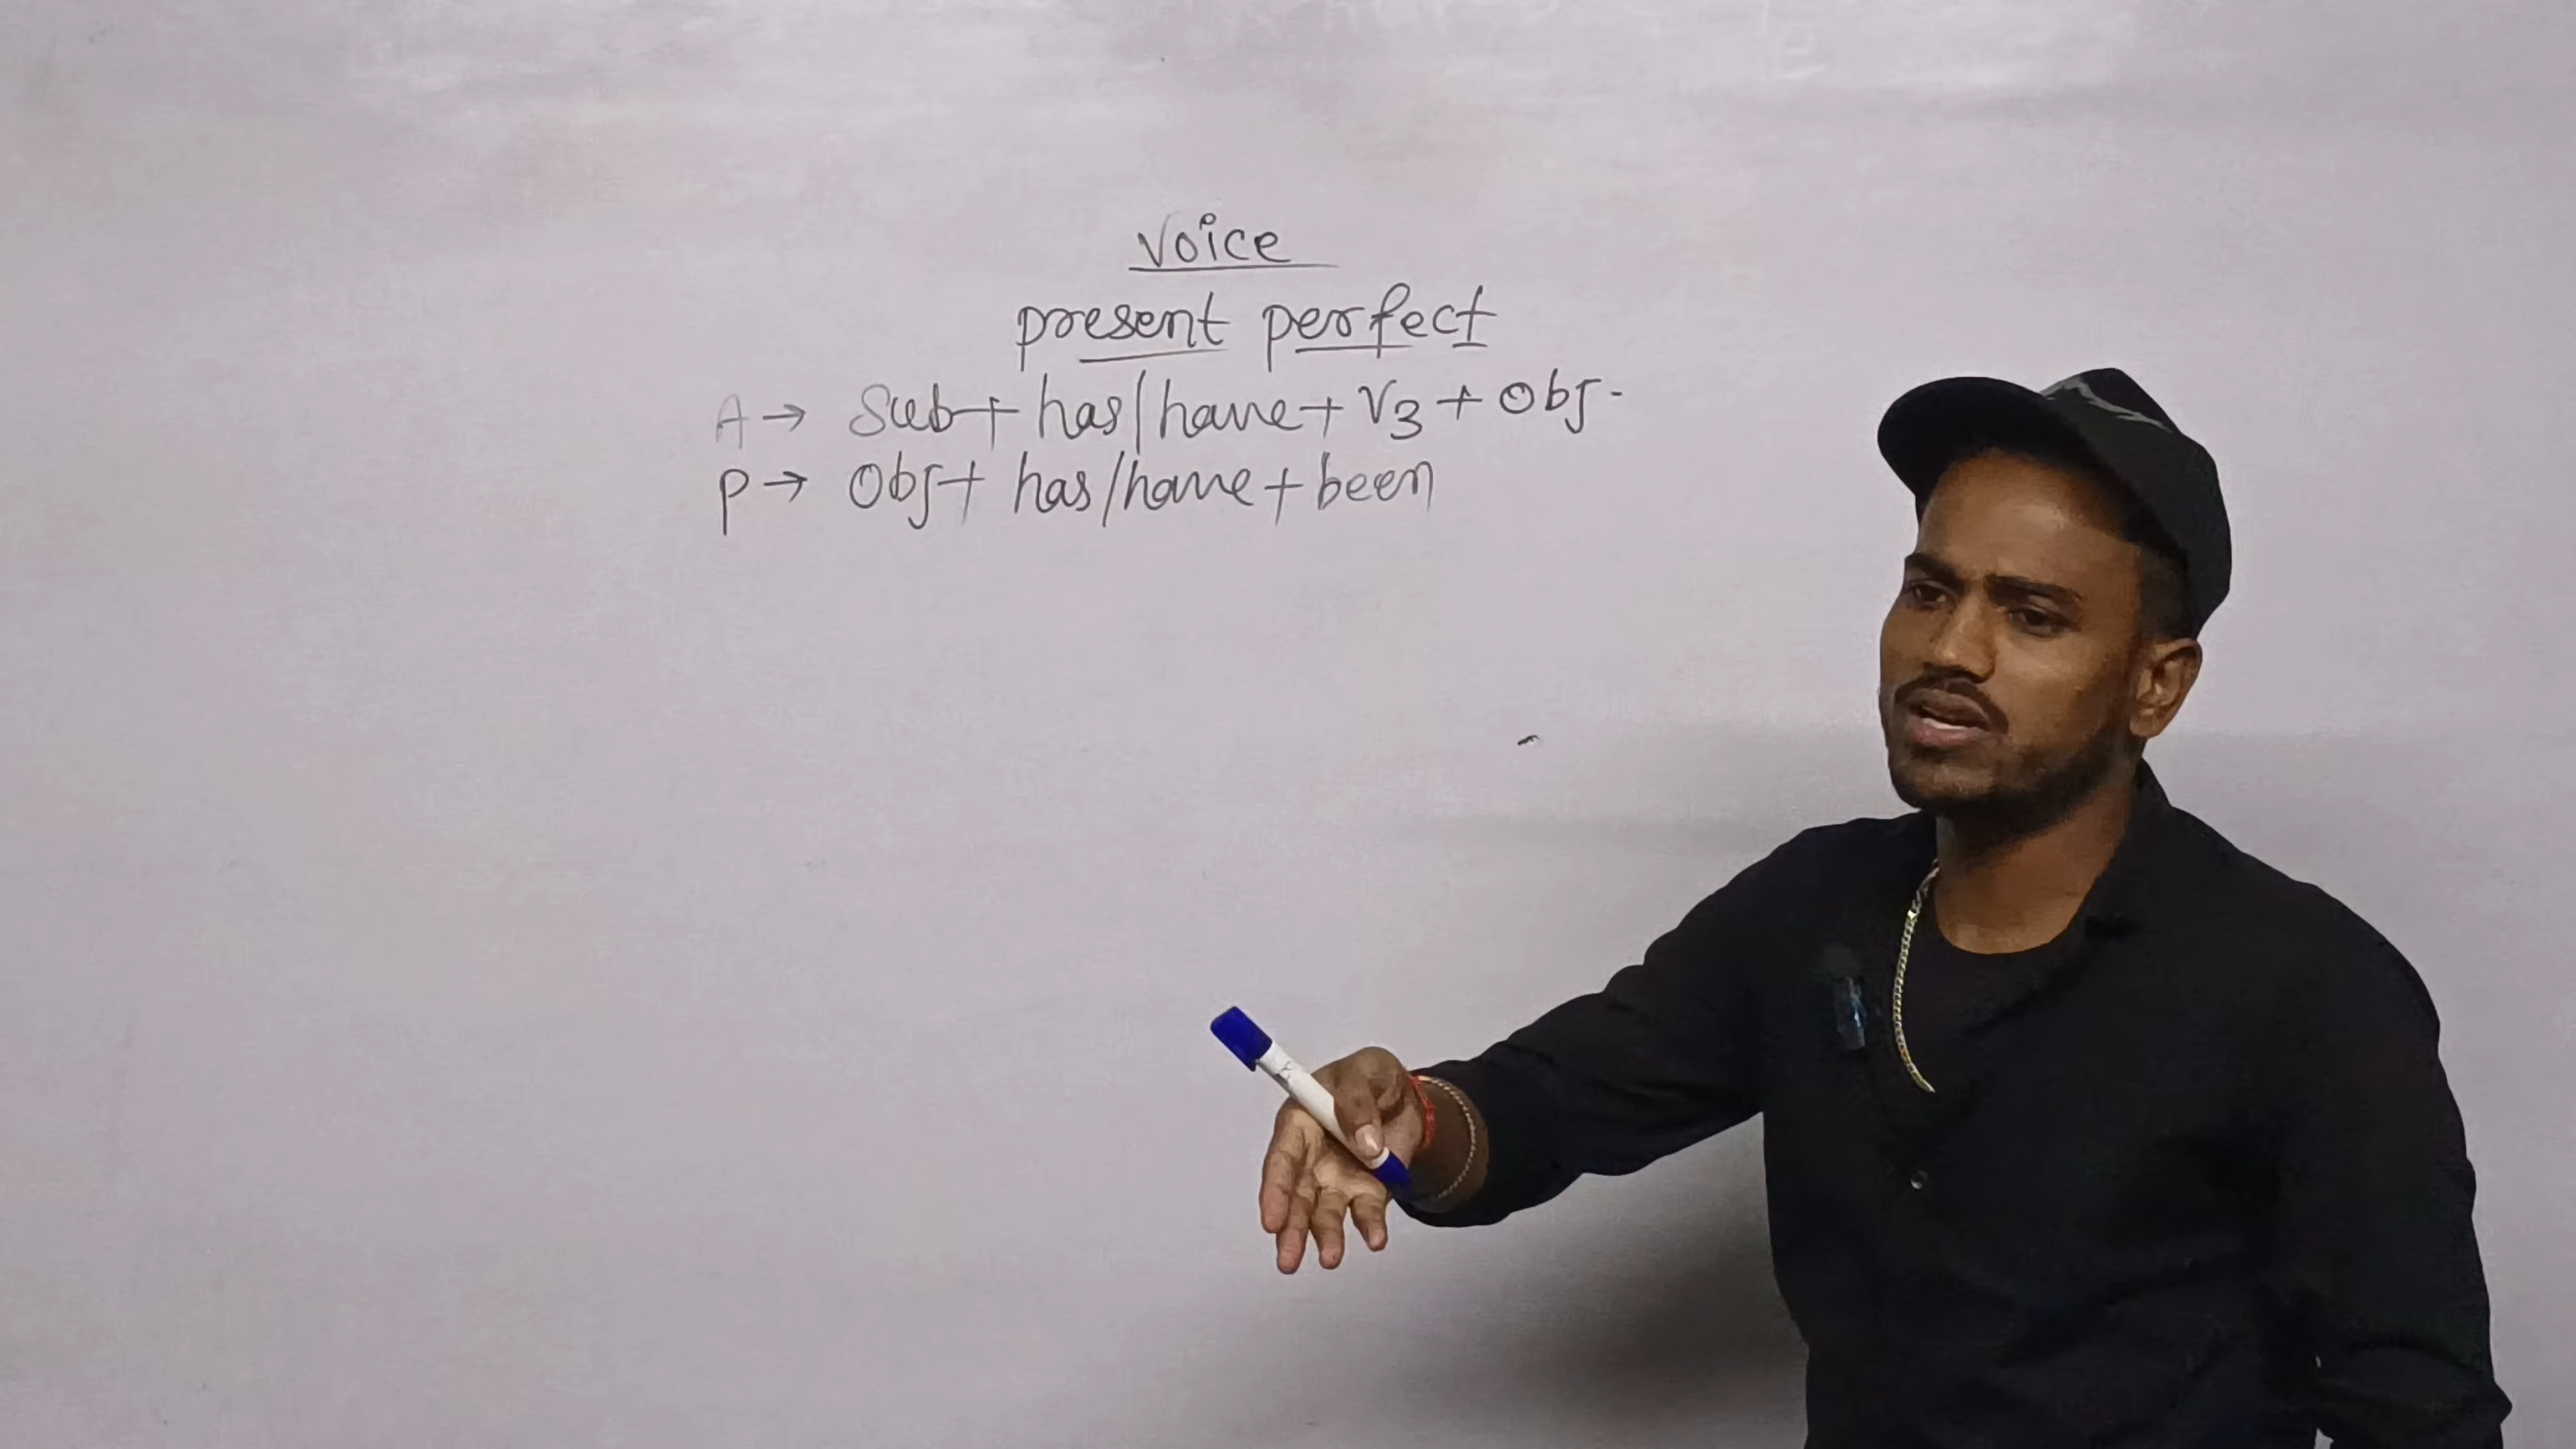 voice
present perfect
A → Sub + has/have + V3 + Obj.
P → Obj + has/have + been